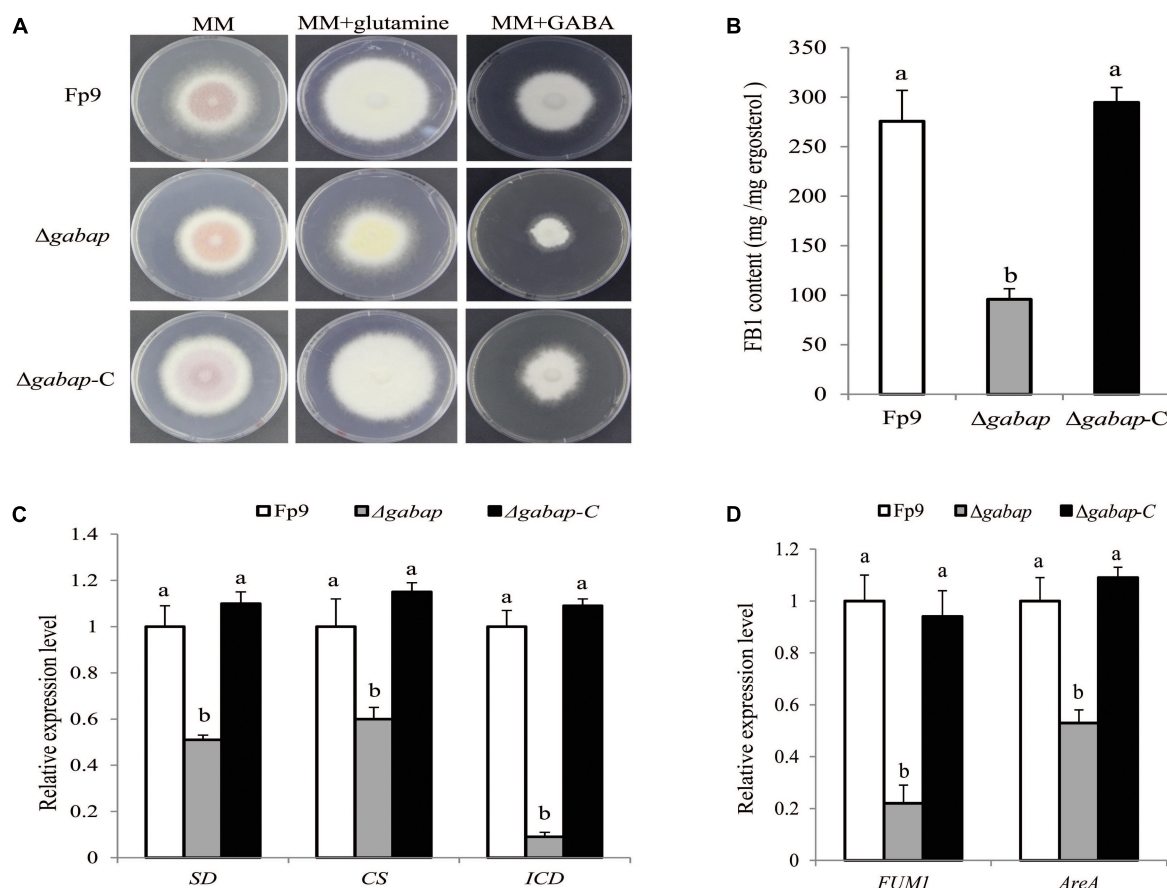 A
MM
MM+glutamine
MM+GABA
Fp9
Δgabap
Δgabap-C
B
FB1 content (mg /mg ergosterol )
350
300
250
200
150
100
50
0
a
b
a
Fp9
Δgabap
Δgabap-C
C
Fp9
Δgabap
Δgabap-C
Relative expression level
1.4
1.2
1
0.8
0.6
0.4
0.2
0
a
b
a
a
b
a
a
b
a
SD
CS
ICD
D
Fp9
Δgabap
Δgabap-C
Relative expression level
1.2
1
0.8
0.6
0.4
0.2
0
a
b
a
a
b
a
FUM1
AreA